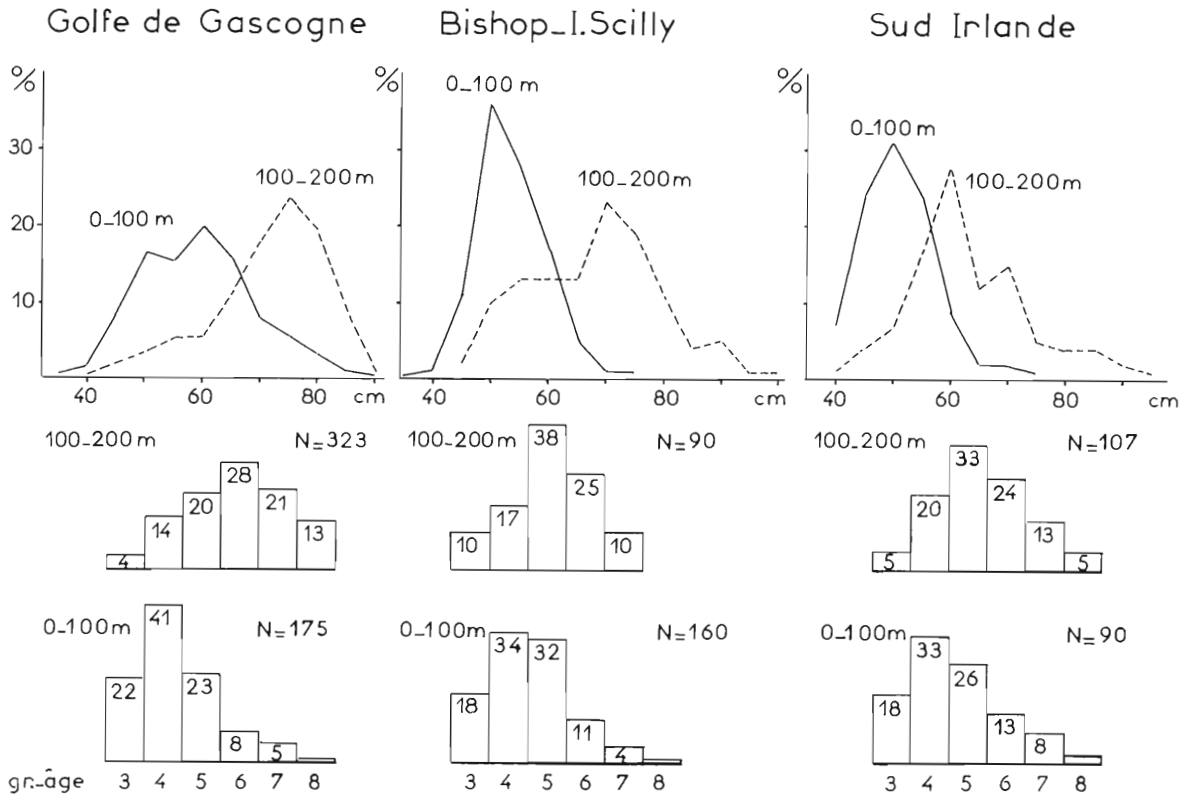 Golfe de Gascogne
Bishop_I.Scilly
Sud Irlande
%
%
%
30
20
10
0_100 m
100_200m
0_100 m
100_200m
0_100 m
100_200m
40 60 80 cm
40 60 80 cm
40 60 80 cm
100_200m N=323
4 14 20 28 21 13
100_200m N=90
10 17 38 25 10
100_200m N=107
5 20 33 24 13 5
0_100m N=175
22 41 23 8 5
0_100m N=160
18 34 32 11 4
0_100m N=90
18 33 26 13 8
gr.-âge 3 4 5 6 7 8
3 4 5 6 7 8
3 4 5 6 7 8